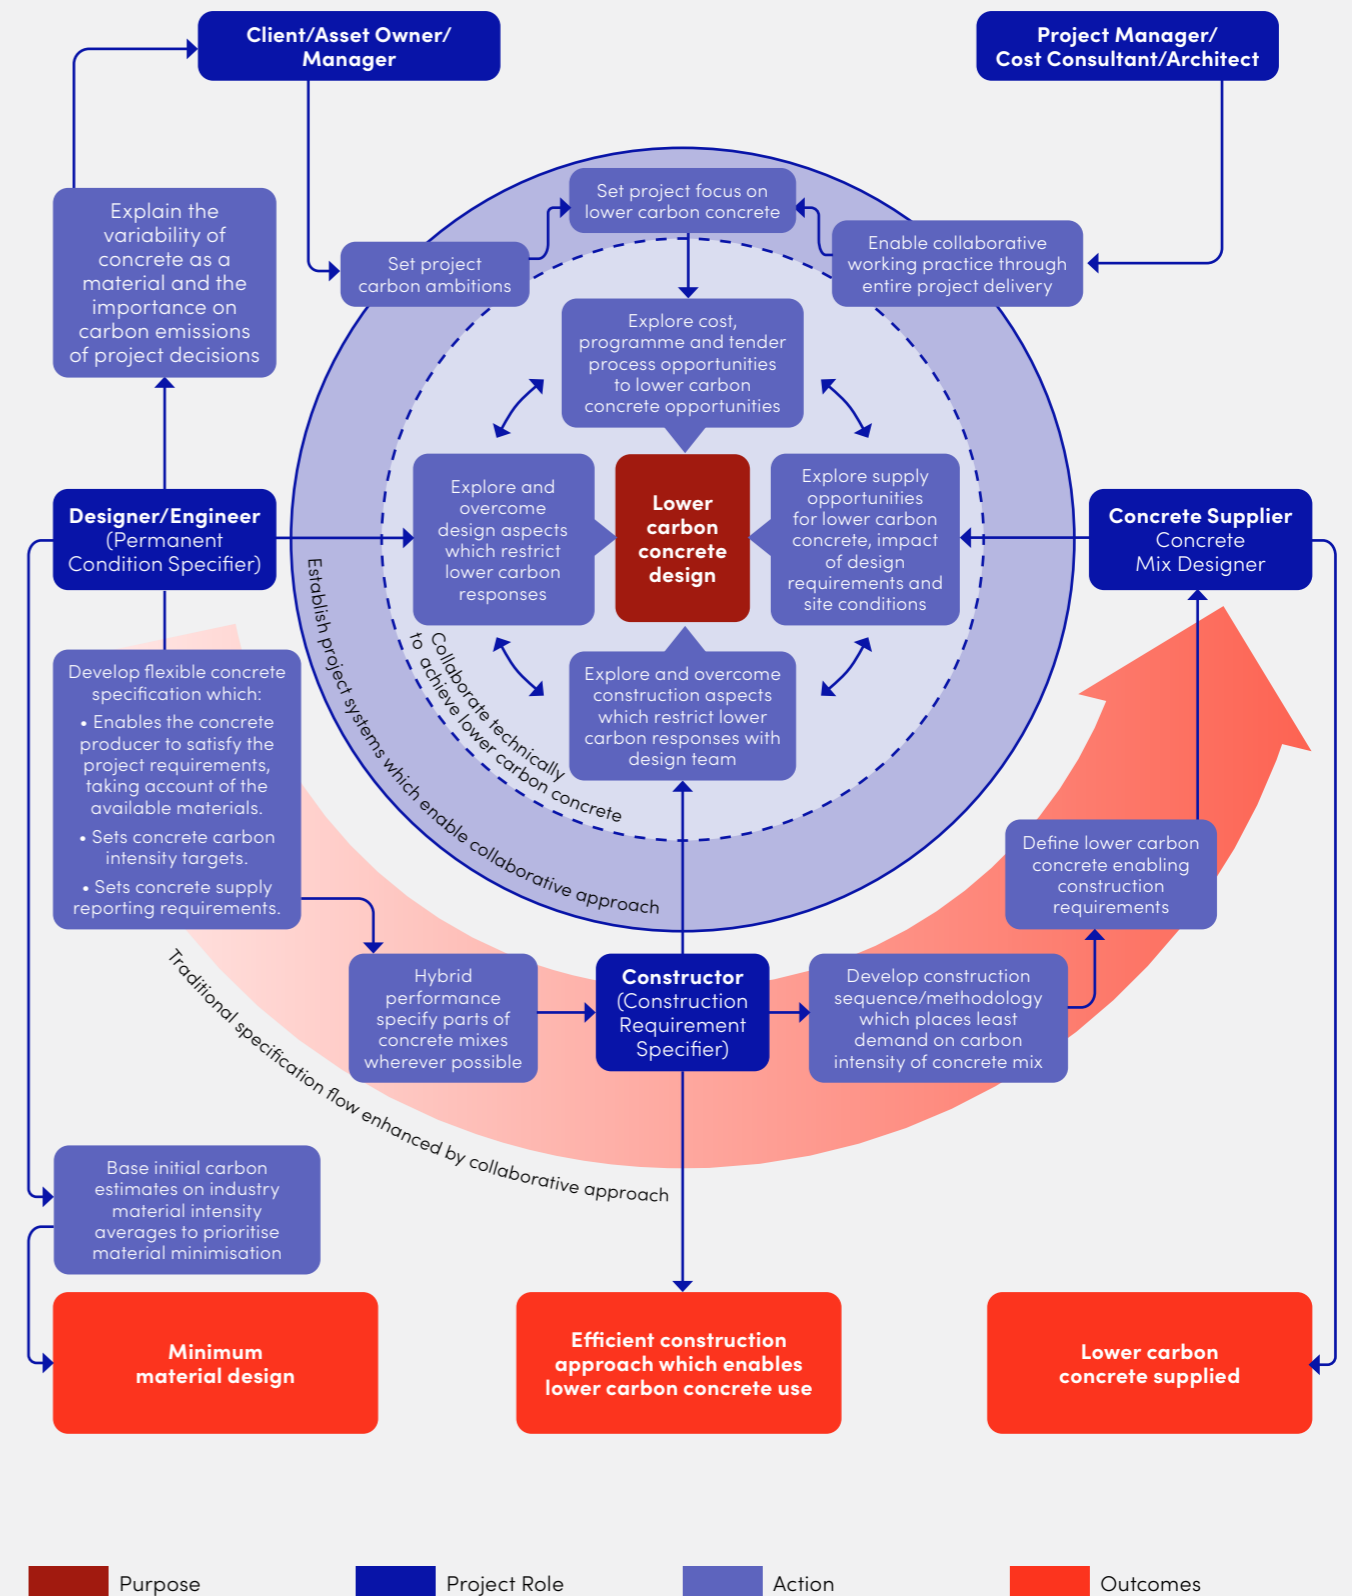 Client/Asset Owner/
Manager
Project Manager/
Cost Consultant/Architect
Explain the
variability of
concrete as a
material and the
importance on
carbon emissions
of project decisions
Set project
carbon ambitions
Set project focus on
lower carbon concrete
Enable collaborative
working practice through
entire project delivery
Explore cost,
programme and tender
process opportunities
to lower carbon
concrete opportunities
Designer/Engineer
(Permanent
Condition Specifier)
Explore and
overcome
design aspects
which restrict
lower carbon
responses
Lower
carbon
concrete
design
Explore supply
opportunities
for lower carbon
concrete, impact
of design
requirements and
site conditions
Concrete Supplier
Concrete
Mix Designer
Explore and overcome
construction aspects
which restrict lower
carbon responses with
design team
Collaborate technically
to achieve lower carbon concrete
Establish project systems which enable collaborative approach
Develop flexible concrete
specification which:
• Enables the concrete
producer to satisfy the
project requirements,
taking account of the
available materials.
• Sets concrete carbon
intensity targets.
• Sets concrete supply
reporting requirements.
Hybrid
performance
specify parts of
concrete mixes
wherever possible
Constructor
(Construction
Requirement
Specifier)
Develop construction
sequence/methodology
which places least
demand on carbon
intensity of concrete mix
Define lower carbon
concrete enabling
construction
requirements
Traditional specification flow enhanced by collaborative approach
Base initial carbon
estimates on industry
material intensity
averages to prioritise
material minimisation
Minimum
material design
Efficient construction
approach which enables
lower carbon concrete use
Lower carbon
concrete supplied
Purpose
Project Role
Action
Outcomes